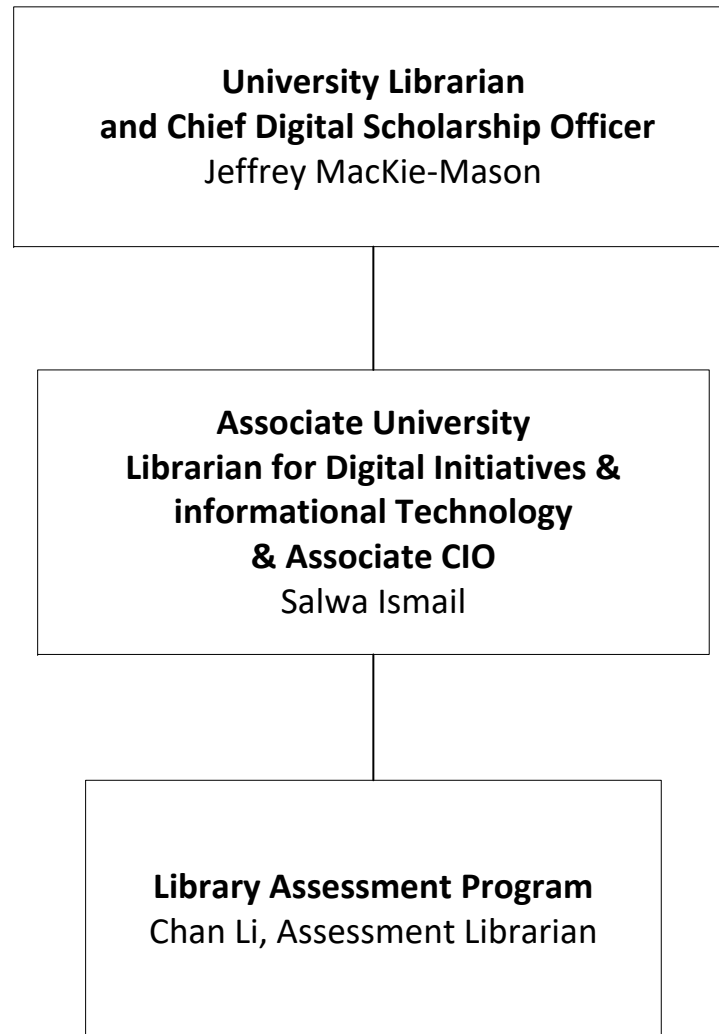 University Librarian
and Chief Digital Scholarship Officer
Jeffrey MacKie-Mason
Associate University
Librarian for Digital Initiatives &
informational Technology
& Associate CIO
Salwa Ismail
Library Assessment Program
Chan Li, Assessment Librarian